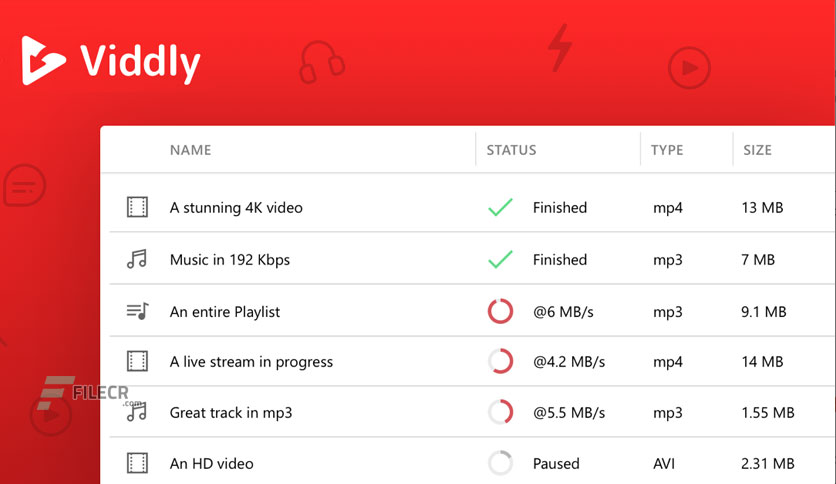 Viddly
NAME STATUS TYPE SIZE
A stunning 4K video Finished mp4 13 MB
Music in 192 Kbps Finished mp3 7 MB
An entire Playlist @6 MB/s mp3 9.1 MB
A live stream in progress @4.2 MB/s mp4 14 MB
FILECR
.com
Great track in mp3 @5.5 MB/s mp3 1.55 MB
An HD video Paused AVI 2.31 MB